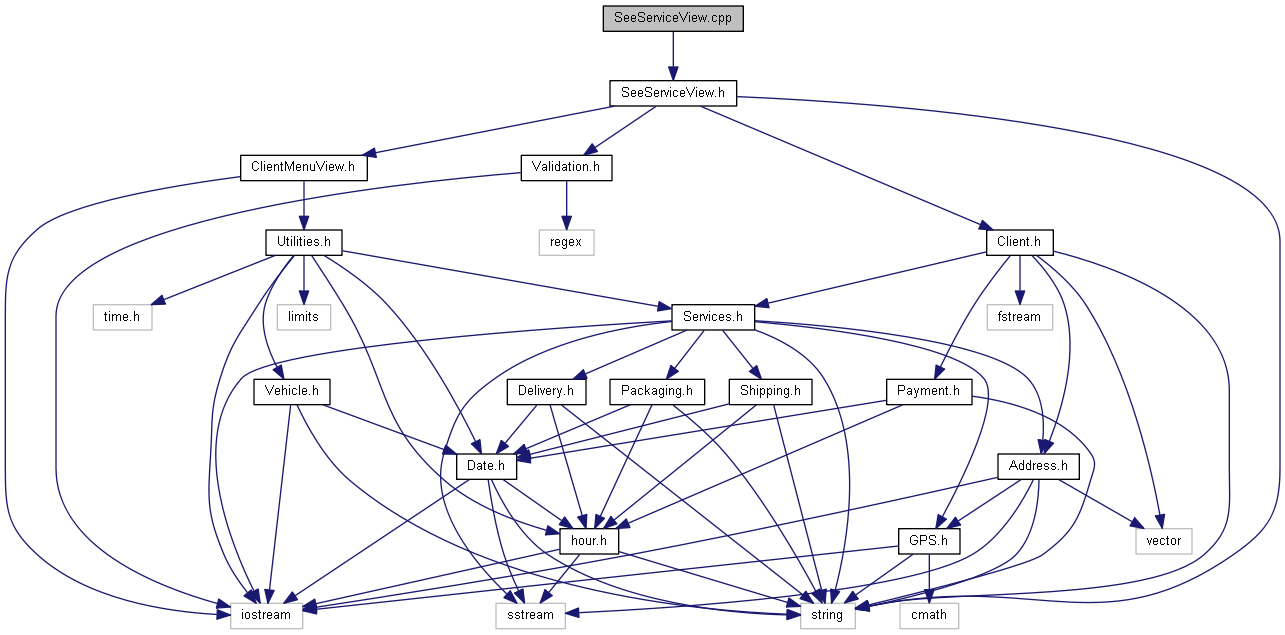 SeeServiceView.cpp
SeeServiceView.h
ClientMenuView.h
Validation.h
Utilities.h
regex
Client.h
time.h
limits
Services.h
fstream
Vehicle.h
Delivery.h
Packaging.h
Shipping.h
Payment.h
Date.h
Address.h
hour.h
GPS.h
vector
iostream
sstream
string
cmath